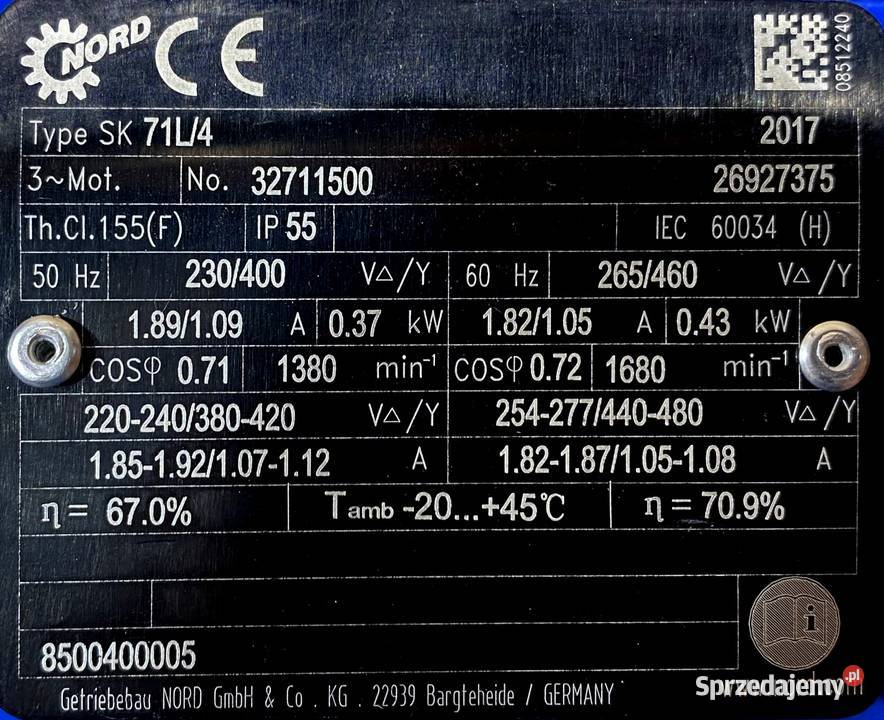 NORD CE
08512240
Type SK 71L/4 2017
3~Mot. No. 32711500 26927375
Th.Cl.155(F) IP 55 IEC 60034 (H)
50 Hz 230/400 V△/Y 60 Hz 265/460 V△/Y
1.89/1.09 A 0.37 kW 1.82/1.05 A 0.43 kW
COSφ 0.71 1380 min⁻¹ COSφ 0.72 1680 min⁻¹
220-240/380-420 V△/Y 254-277/440-480 V△/Y
1.85-1.92/1.07-1.12 A 1.82-1.87/1.05-1.08 A
η = 67.0% Tamb -20...+45℃ η = 70.9%
i
8500400005
Getriebebau NORD GmbH & Co . KG . 22939 Bargteheide / GERMANY
Sprzedajemy.pl